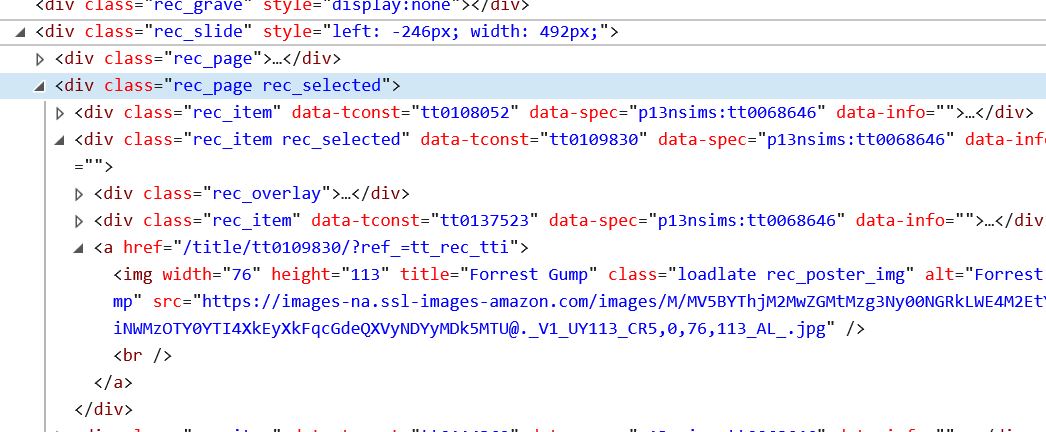 <div class="rec_grave" style="display:none"></div>
<div class="rec_slide" style="left: -246px; width: 492px;">
<div class="rec_page">…</div>
<div class="rec_page rec_selected">
<div class="rec_item" data-tconst="tt0108052" data-spec="p13nsims:tt0068646" data-info="">…</div>
<div class="rec_item rec_selected" data-tconst="tt0109830" data-spec="p13nsims:tt0068646" data-info
="">
<div class="rec_overlay">…</div>
<div class="rec_item" data-tconst="tt0137523" data-spec="p13nsims:tt0068646" data-info="">…</div
<a href="/title/tt0109830/?ref_=tt_rec_tti">
<img width="76" height="113" title="Forrest Gump" class="loadlate rec_poster_img" alt="Forrest
mp" src="https://images-na.ssl-images-amazon.com/images/M/MV5BYThjM2MwZGMtMzg3Ny00NGRkLWE4M2EtY
iNWMzOTY0YTI4XkEyXkFqcGdeQXVyNDYyMDk5MTU@._V1_UY113_CR5,0,76,113_AL_.jpg" />
<br />
</a>
</div>